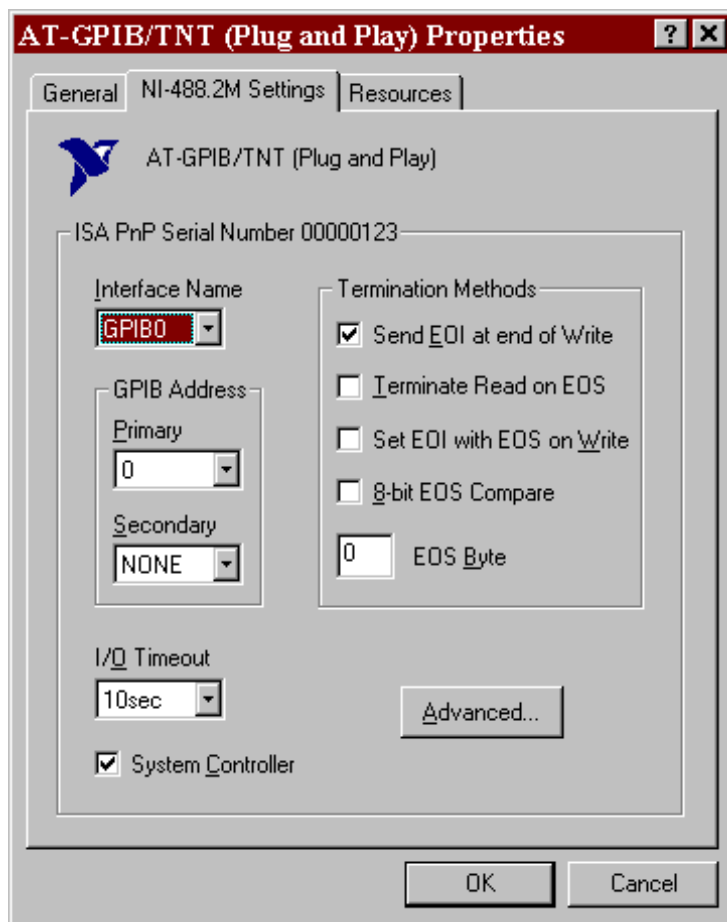 AT-GPIB/TNT (Plug and Play) Properties
General
NI-488.2M Settings
Resources
AT-GPIB/TNT (Plug and Play)
ISA PnP Serial Number 00000123
Interface Name
GPIB0
GPIB Address
Primary
0
Secondary
NONE
Termination Methods
Send EOI at end of Write
Terminate Read on EOS
Set EOI with EOS on Write
8-bit EOS Compare
0 EOS Byte
I/O Timeout
10sec
System Controller
Advanced...
OK
Cancel